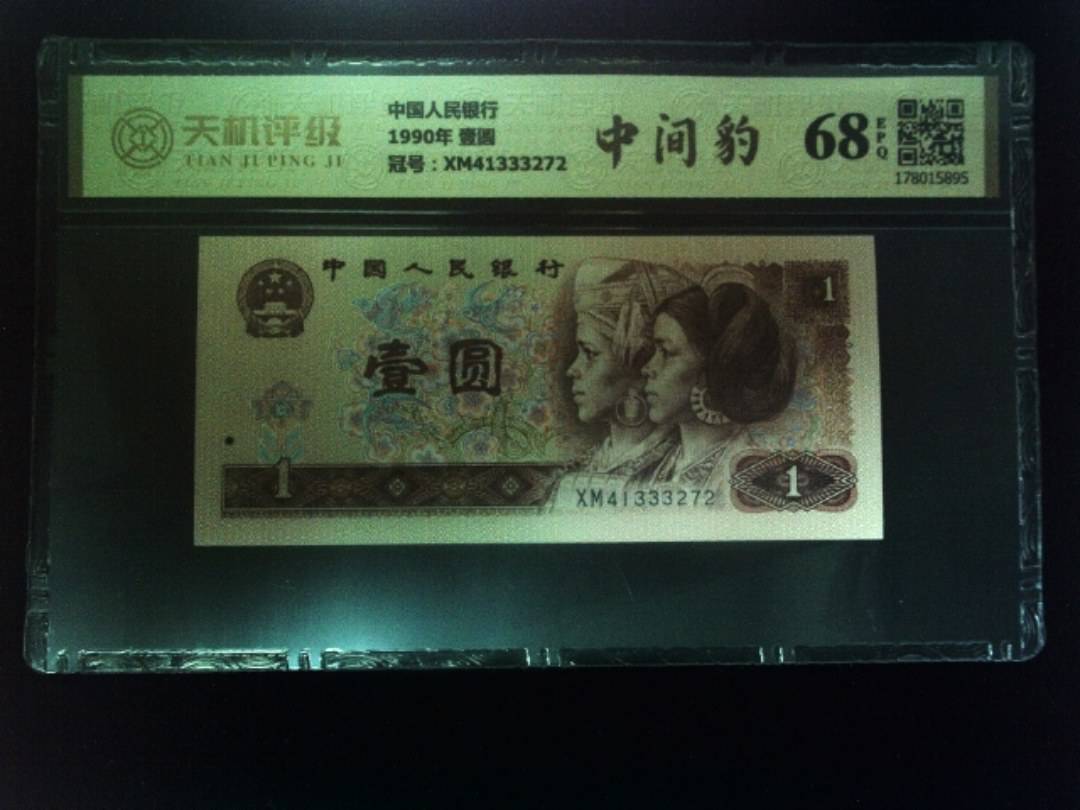 天机评级
TIAN JI PING JI
中国人民银行
1990年 壹圆
冠号：XM41333272
中间豹
68
EPQ
178015895
中国人民银行
1
壹圆
1
XM41333272
1